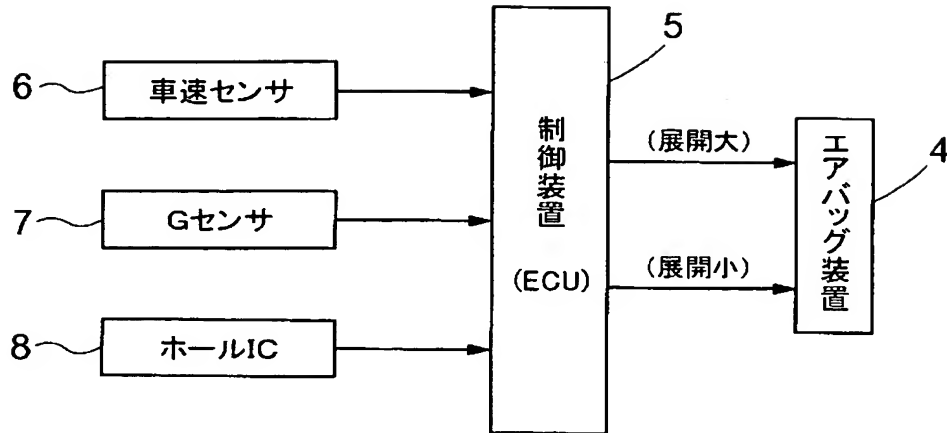 6
車速センサ
7
Gセンサ
8
ホールIC
5
制御装置
(ECU)
(展開大)
(展開小)
4
エアバッグ装置